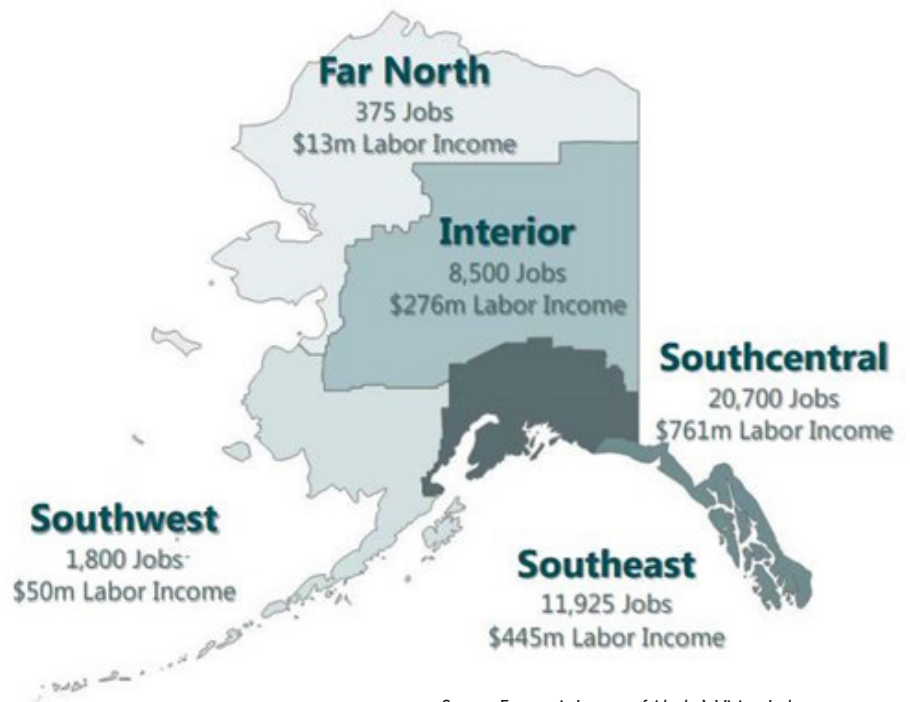 Far North
375 Jobs
$13m Labor Income
Interior
8,500 Jobs
$276m Labor Income
Southcentral
20,700 Jobs
$761m Labor Income
Southwest
1,800 Jobs
$50m Labor Income
Southeast
11,925 Jobs
$445m Labor Income